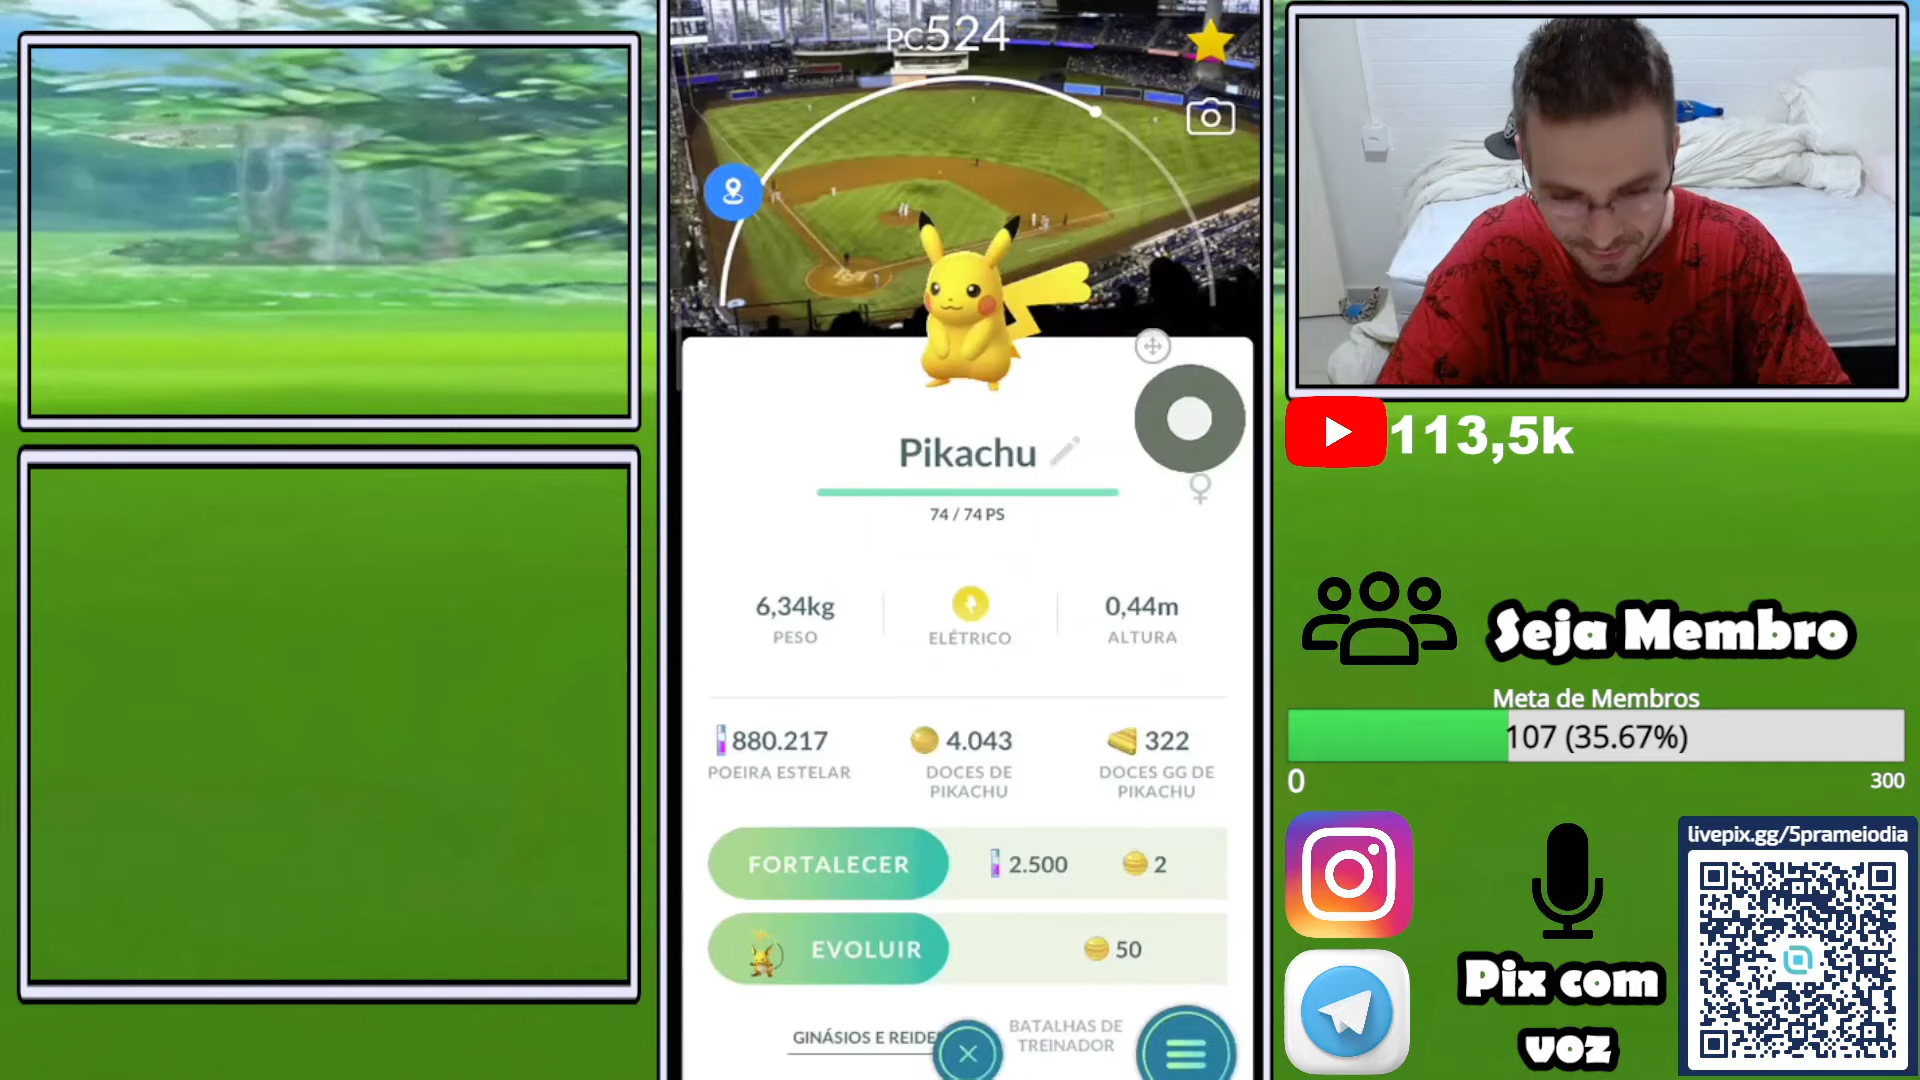 PC524
Pikachu
74 / 74 PS
6,34kg
PESO
ELÉTRICO
0,44m
ALTURA
880.217
POEIRA ESTELAR
4.043
DOCES DE
PIKACHU
322
DOCES GG DE
PIKACHU
FORTALECER
2.500
2
EVOLUIR
50
GINÁSIOS E REIDE
BATALHAS DE
TREINADOR
113,5k
Seja Membro
Meta de Membros
107 (35.67%)
0
300
livepix.gg/5prameiodia
Pix com
voz